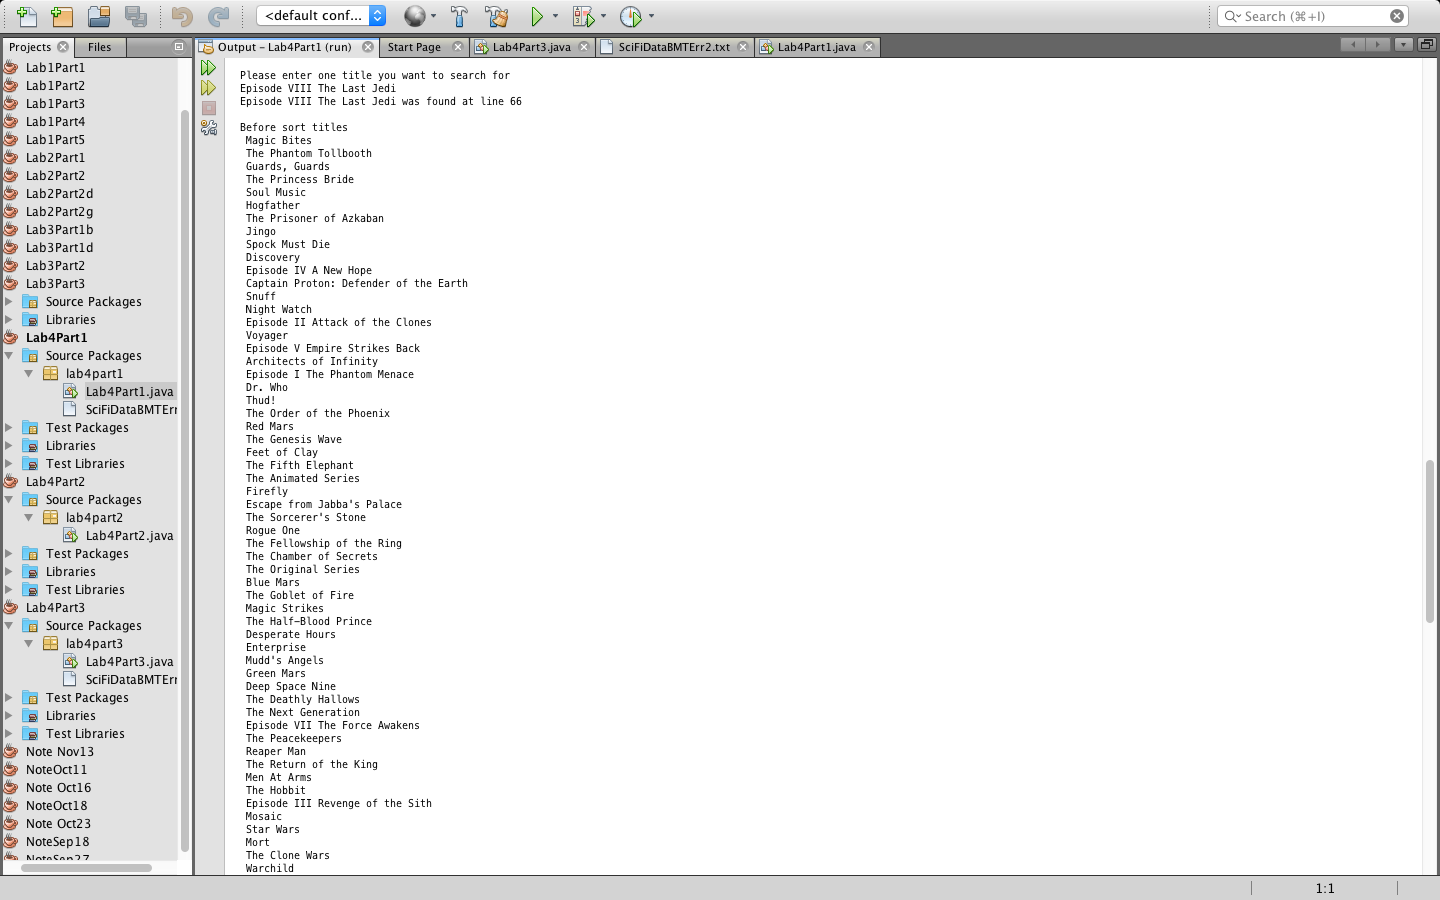 <default conf...
Search (⌘+I)
Projects
Files
Output – Lab4Part1 (run)
Start Page
Lab4Part3.java
SciFiDataBMTErr2.txt
Lab4Part1.java
Lab1Part1
Lab1Part2
Lab1Part3
Lab1Part4
Lab1Part5
Lab2Part1
Lab2Part2
Lab2Part2d
Lab2Part2g
Lab3Part1b
Lab3Part1d
Lab3Part2
Lab3Part3
Source Packages
Libraries
Lab4Part1
Source Packages
lab4part1
Lab4Part1.java
SciFiDataBMTErr
Test Packages
Libraries
Test Libraries
Lab4Part2
Source Packages
lab4part2
Lab4Part2.java
Test Packages
Libraries
Test Libraries
Lab4Part3
Source Packages
lab4part3
Lab4Part3.java
SciFiDataBMTErr
Test Packages
Libraries
Test Libraries
Note Nov13
NoteOct11
Note Oct16
NoteOct18
Note Oct23
NoteSep18
NoteSep27
Please enter one title you want to search for
Episode VIII The Last Jedi
Episode VIII The Last Jedi was found at line 66
Before sort titles
Magic Bites
The Phantom Tollbooth
Guards, Guards
The Princess Bride
Soul Music
Hogfather
The Prisoner of Azkaban
Jingo
Spock Must Die
Discovery
Episode IV A New Hope
Captain Proton: Defender of the Earth
Snuff
Night Watch
Episode II Attack of the Clones
Voyager
Episode V Empire Strikes Back
Architects of Infinity
Episode I The Phantom Menace
Dr. Who
Thud!
The Order of the Phoenix
Red Mars
The Genesis Wave
Feet of Clay
The Fifth Elephant
The Animated Series
Firefly
Escape from Jabba's Palace
The Sorcerer's Stone
Rogue One
The Fellowship of the Ring
The Chamber of Secrets
The Original Series
Blue Mars
The Goblet of Fire
Magic Strikes
The Half-Blood Prince
Desperate Hours
Enterprise
Mudd's Angels
Green Mars
Deep Space Nine
The Deathly Hallows
The Next Generation
Episode VII The Force Awakens
The Peacekeepers
Reaper Man
The Return of the King
Men At Arms
The Hobbit
Episode III Revenge of the Sith
Mosaic
Star Wars
Mort
The Clone Wars
Warchild
1:1